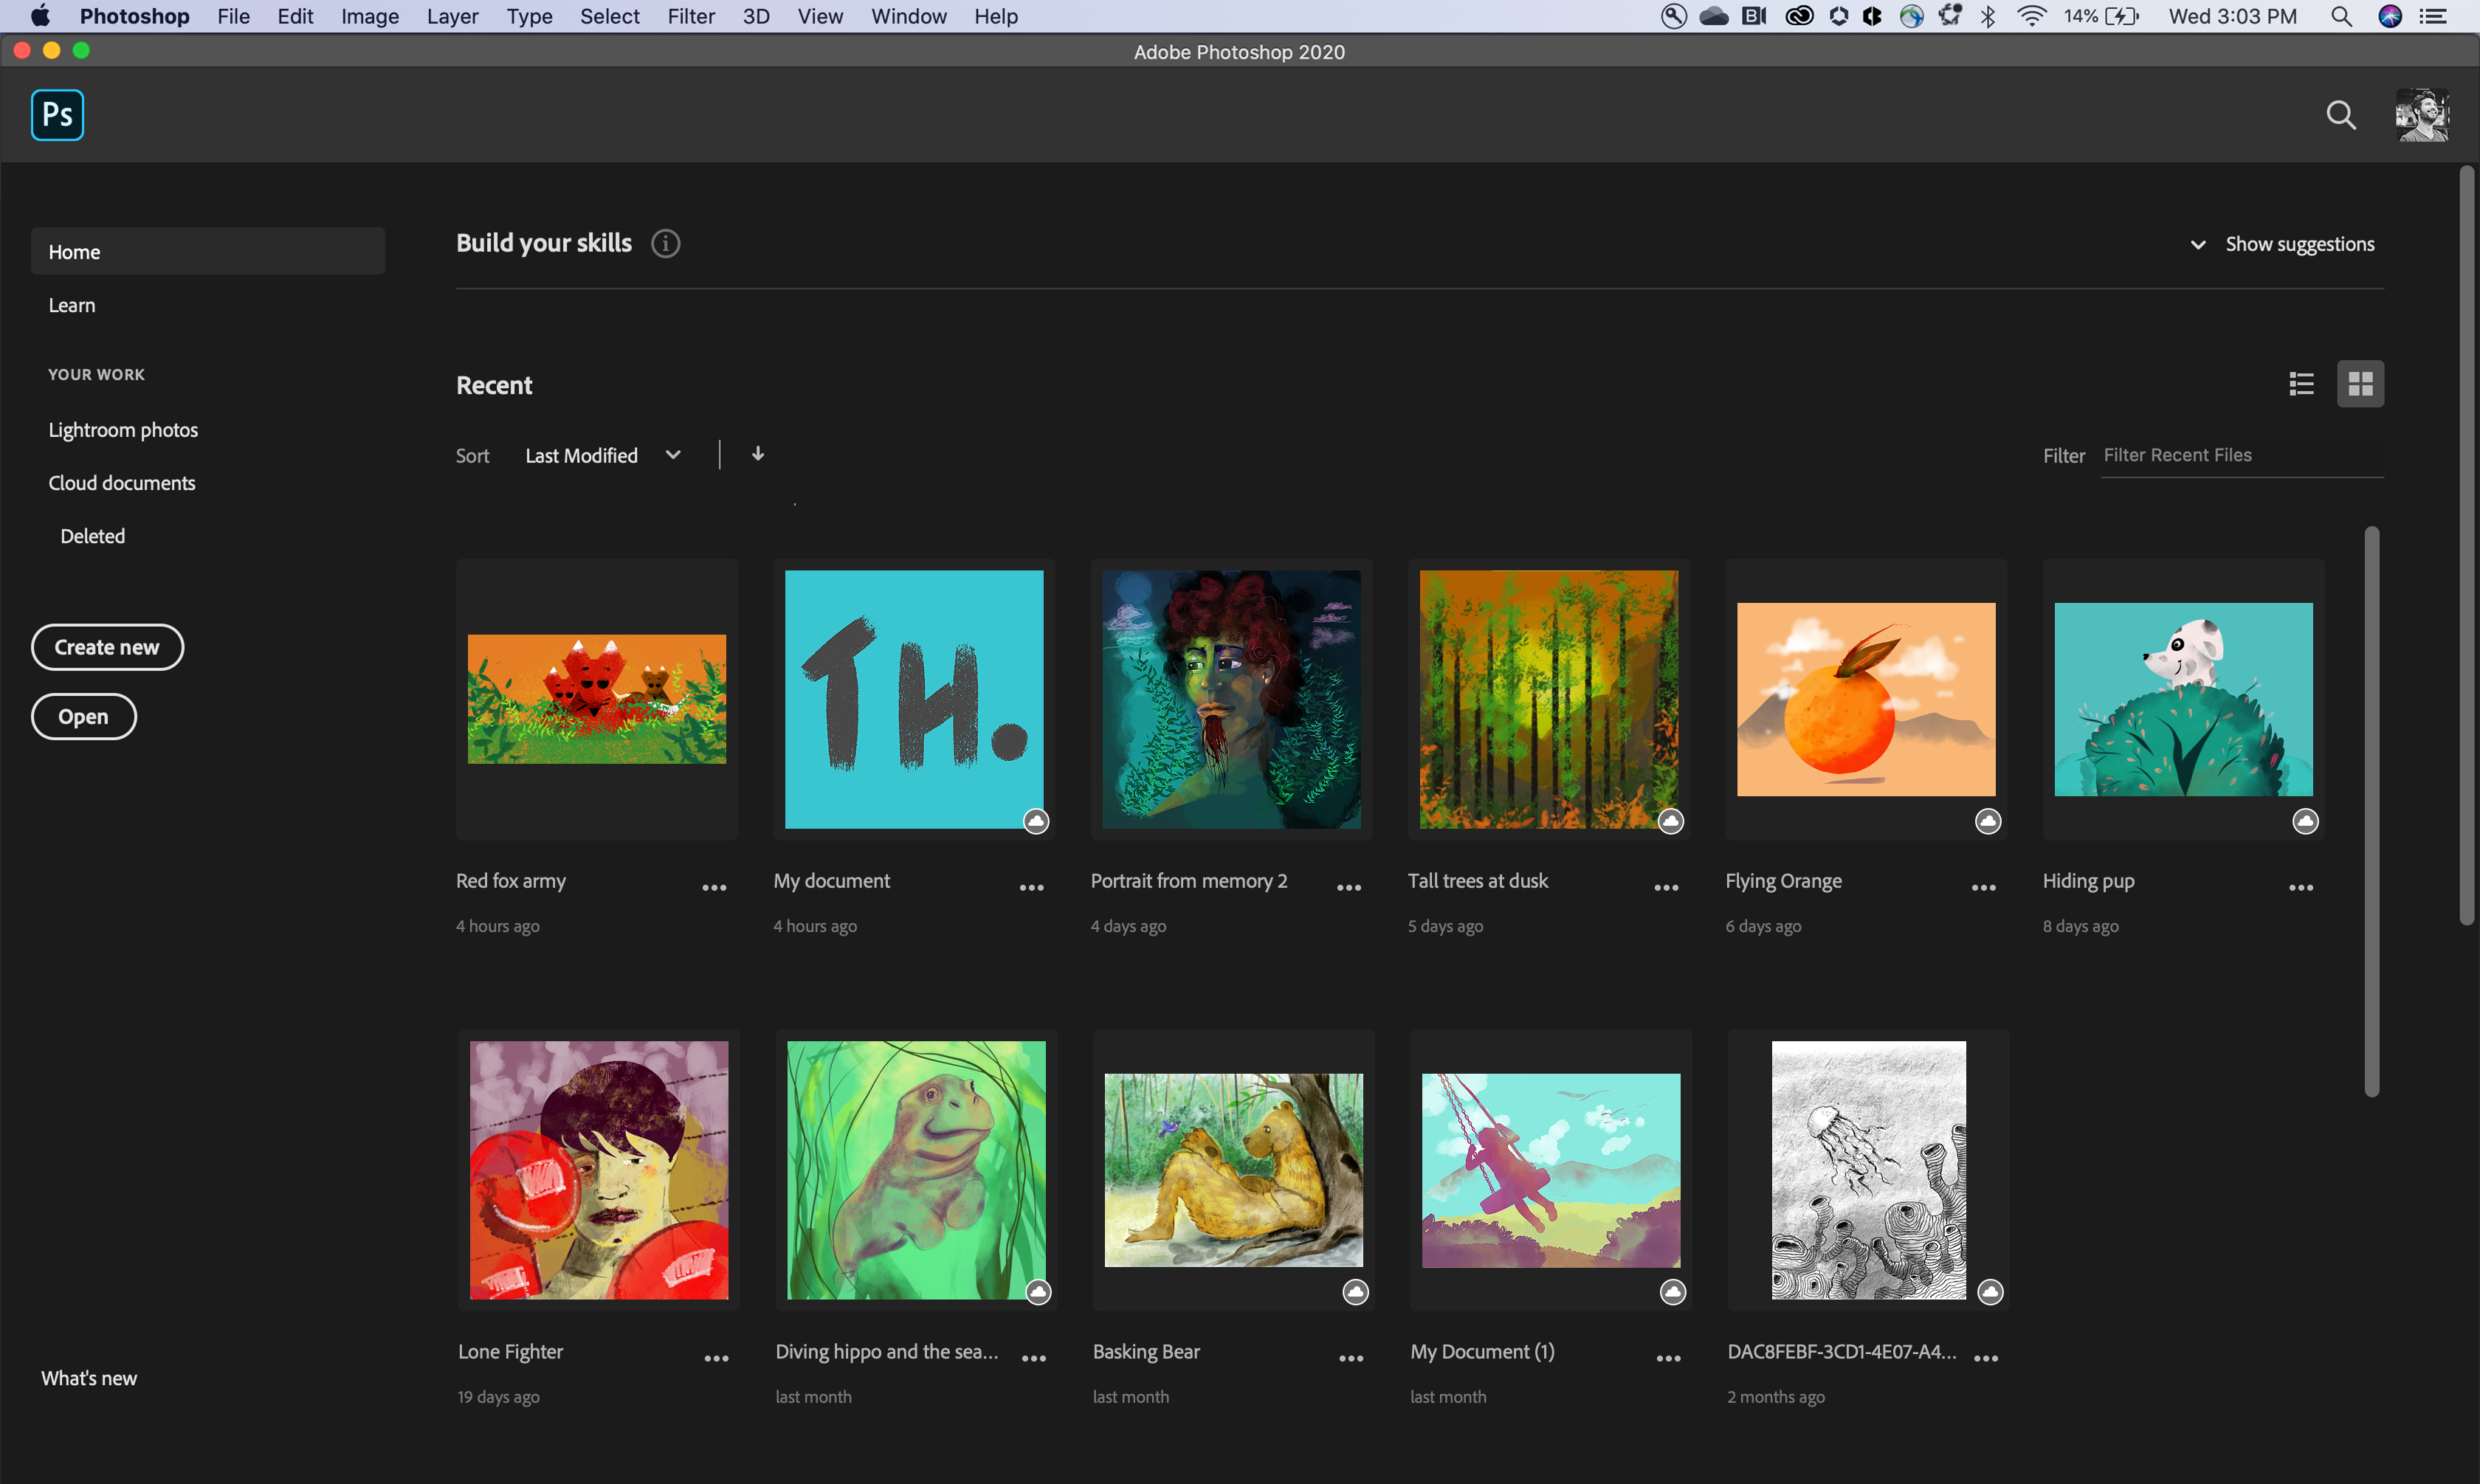 Photoshop File Edit Image Layer Type Select Filter 3D View Window Help 14% Wed 3:03 PM
Adobe Photoshop 2020
Ps
Home
Learn
YOUR WORK
Lightroom photos
Cloud documents
Deleted
Create new
Open
What's new
Build your skills
Show suggestions
Recent
Sort Last Modified
Filter Filter Recent Files
TH.
Red fox army
4 hours ago
My document
4 hours ago
Portrait from memory 2
4 days ago
Tall trees at dusk
5 days ago
Flying Orange
6 days ago
Hiding pup
8 days ago
Lone Fighter
19 days ago
Diving hippo and the sea...
last month
Basking Bear
last month
My Document (1)
last month
DAC8FEBF-3CD1-4E07-A4...
2 months ago